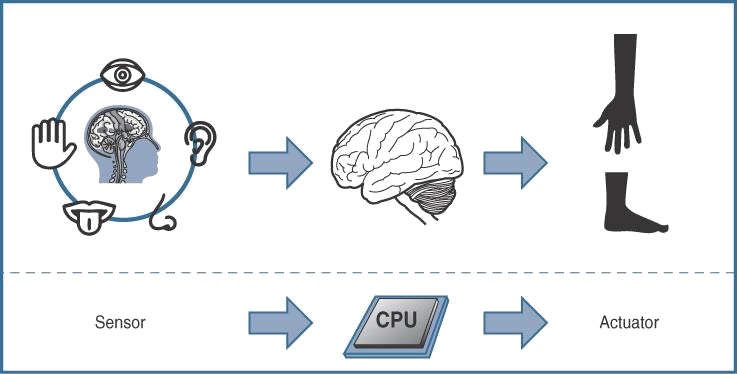 Sensor
CPU
Actuator